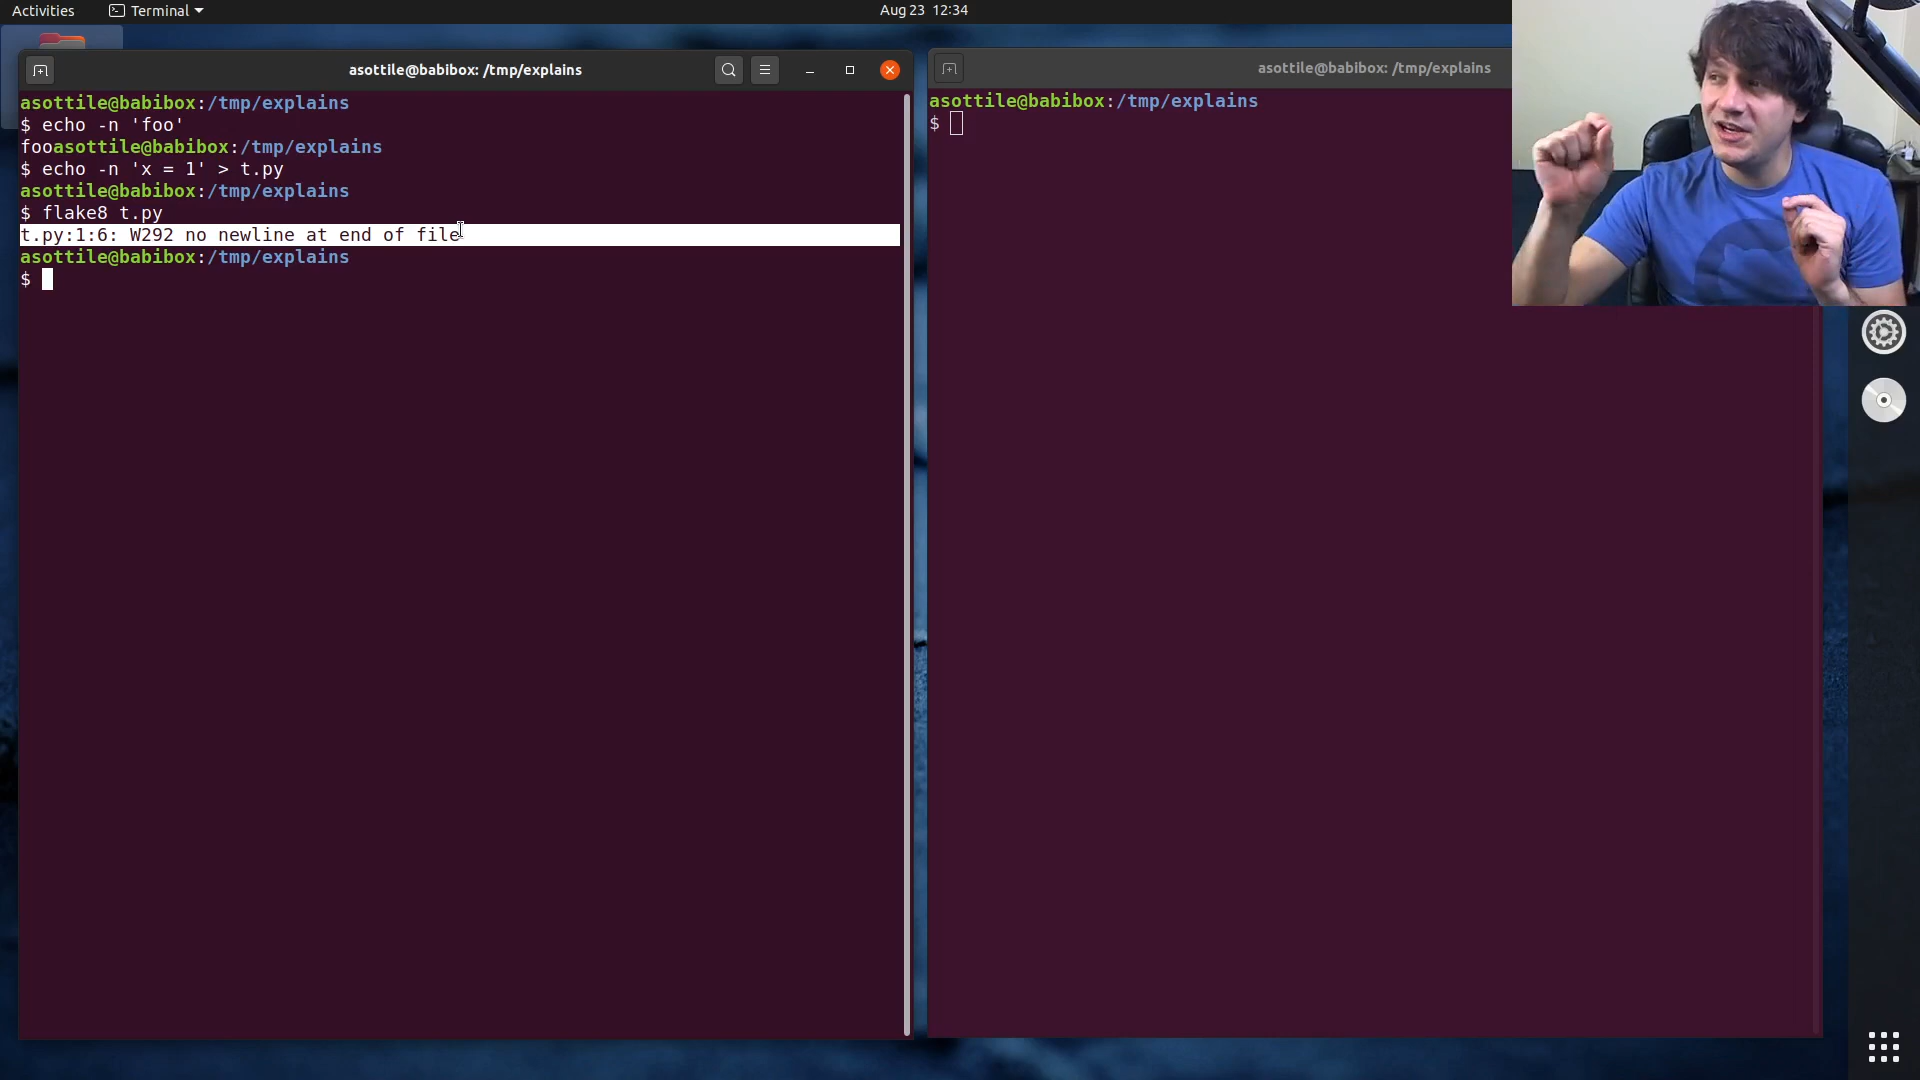 Activities
Terminal
Aug 23 12:34
asottile@babibox: /tmp/explains
asottile@babibox:/tmp/explains
$ echo -n 'foo'
fooasottile@babibox:/tmp/explains
$ echo -n 'x = 1' > t.py
asottile@babibox:/tmp/explains
$ flake8 t.py
t.py:1:6: W292 no newline at end of file
asottile@babibox:/tmp/explains
$
asottile@babibox: /tmp/explains
asottile@babibox:/tmp/explains
$